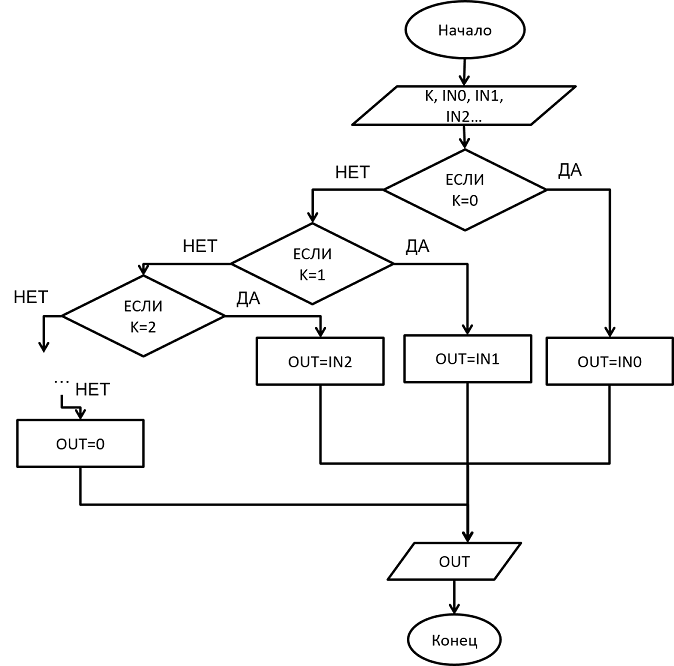 Начало
K, IN0, IN1,
IN2...
НЕТ
ЕСЛИ
K=0
ДА
НЕТ
ЕСЛИ
K=1
ДА
НЕТ
ЕСЛИ
K=2
ДА
OUT=IN2
OUT=IN1
OUT=IN0
...
НЕТ
OUT=0
OUT
Конец